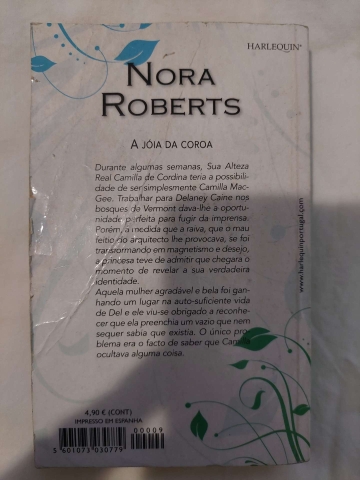 HARLEQUIN®
NORA
ROBERTS
A JÓIA DA COROA
Durante algumas semanas, Sua Alteza
Real Camilla de Cordina teria a possibili-
dade de ser simplesmente Camilla Mac-
Gee. Trabalhar para Delaney Caine nos
bosques de Vermont dava-lhe a oportu-
nidade perfeita para fugir da imprensa.
Porém, à medida que a raiva, que o mau
feitio do arquitecto lhe provocava, se foi
transformando em magnetismo e desejo,
a princesa teve de admitir que chegara o
momento de revelar a sua verdadeira
identidade.
Aquela mulher agradável e bela foi gan-
hando um lugar na auto-suficiente vida
de Del e ele viu-se obrigado a reconhe-
cer que ela preenchia um vazio que nem
sequer sabia que existia. O único pro-
blema era o facto de saber que Camilla
ocultava alguma coisa.
www.harlequinportugal.com
4,90 € (CONT)
IMPRESSO EM ESPANHA
00009
5 601073 030779